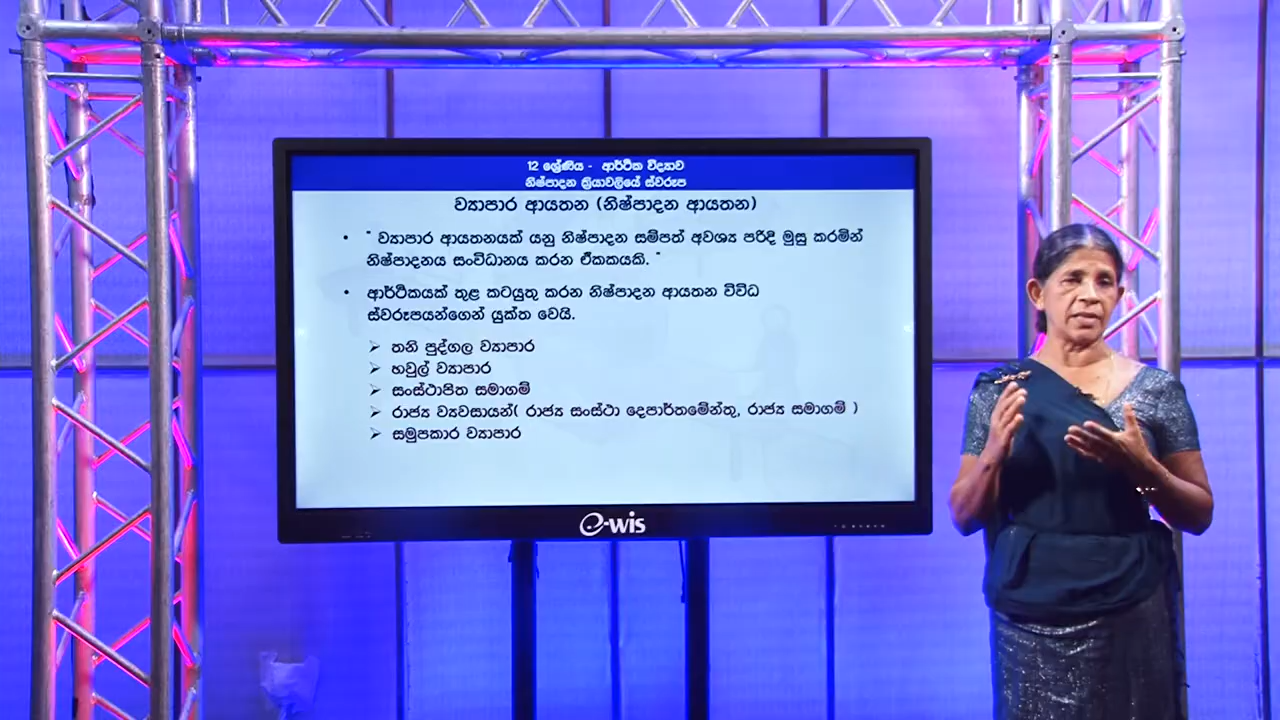 12 ශ්‍රේණිය - ආර්ථික විද්‍යාව
නිෂ්පාදන ක්‍රියාවලියේ ස්වරූප
ව්‍යාපාර ආයතන (නිෂ්පාදන ආයතන)
• " ව්‍යාපාර ආයතනයක් යනු නිෂ්පාදන සම්පත් අවශ්‍ය පරිදි මුසු කරමින්
නිෂ්පාදනය සංවිධානය කරන ඒකකයකි. "
• ආර්ථිකයක් තුළ කටයුතු කරන නිෂ්පාදන ආයතන විවිධ
ස්වරූපයන්ගෙන් යුක්ත වෙයි.
➢ තනි පුද්ගල ව්‍යාපාර
➢ හවුල් ව්‍යාපාර
➢ සංස්ථාපිත සමාගම්
➢ රාජ්‍ය ව්‍යවසායන්( රාජ්‍ය සංස්ථා දෙපාර්තමේන්තු, රාජ්‍ය සමාගම් )
➢ සමුපකාර ව්‍යාපාර
e-wis